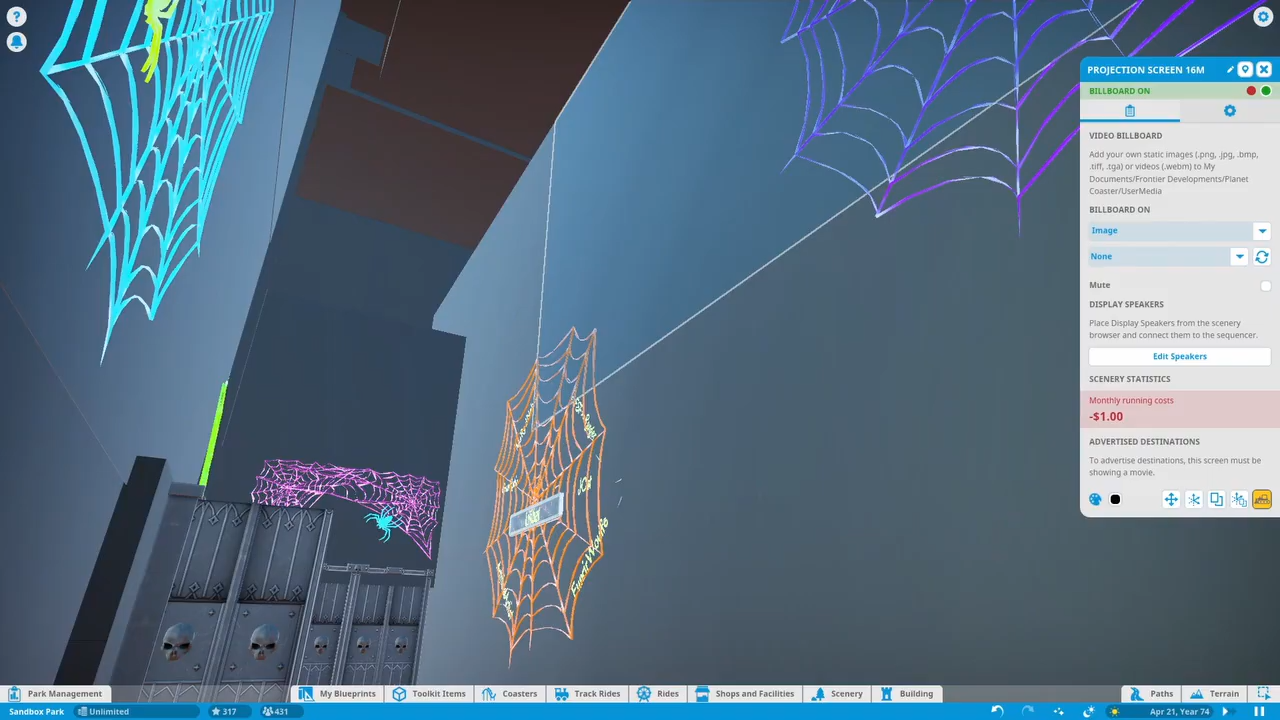 PROJECTION SCREEN 16M
BILLBOARD ON
VIDEO BILLBOARD
Add your own static images (.png, .jpg, .bmp,
.tiff, .tga) or videos (.webm) to My
Documents/Frontier Developments/Planet
Coaster/UserMedia
BILLBOARD ON
Image
None
Mute
DISPLAY SPEAKERS
Place Display Speakers from the scenery
browser and connect them to the sequencer.
Edit Speakers
SCENERY STATISTICS
Monthly running costs
-$1.00
ADVERTISED DESTINATIONS
To advertise destinations, this screen must be
showing a movie.
Park Management
My Blueprints
Toolkit Items
Coasters
Track Rides
Rides
Shops and Facilities
Scenery
Building
Paths
Terrain
Sandbox Park
Unlimited
317
431
Apr 21, Year 74